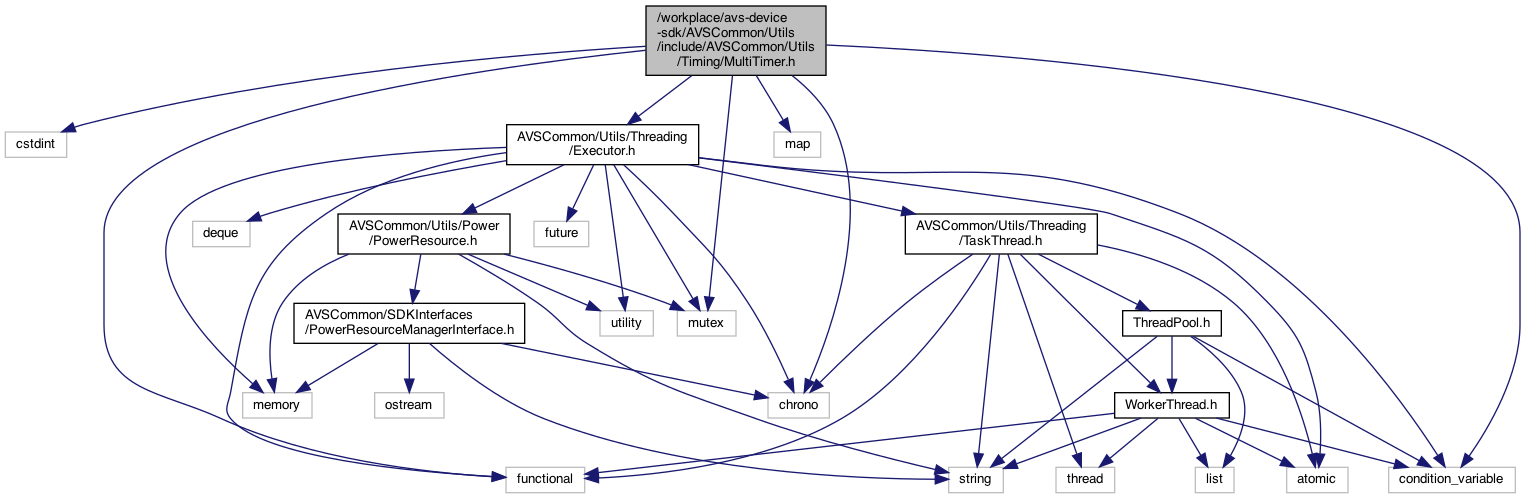 /workplace/avs-device
-sdk/AVSCommon/Utils
/include/AVSCommon/Utils
/Timing/MultiTimer.h
cstdint
AVSCommon/Utils/Threading
/Executor.h
map
deque
AVSCommon/Utils/Power
/PowerResource.h
future
AVSCommon/Utils/Threading
/TaskThread.h
AVSCommon/SDKInterfaces
/PowerResourceManagerInterface.h
utility
mutex
ThreadPool.h
memory
ostream
chrono
WorkerThread.h
functional
string
thread
list
atomic
condition_variable